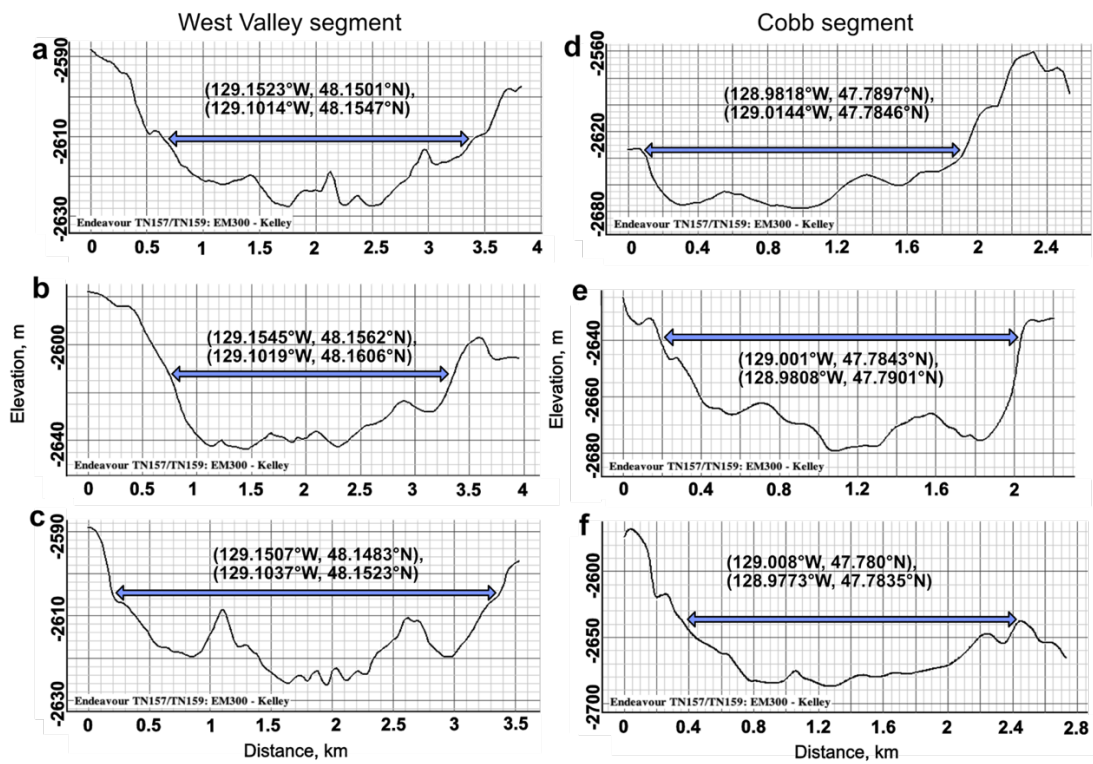 West Valley segment
Cobb segment
a
-2590
-2610
-2630
(129.1523°W, 48.1501°N),
(129.1014°W, 48.1547°N)
Endeavour TN157/TN159: EM300 - Kelley
0 0.5 1 1.5 2 2.5 3 3.5 4
d
-2560
-2620
-2680
(128.9818°W, 47.7897°N),
(129.0144°W, 47.7846°N)
Endeavour TN157/TN159: EM300 - Kelley
0 0.4 0.8 1.2 1.6 2 2.4
b
Elevation, m
-2600
-2640
(129.1545°W, 48.1562°N),
(129.1019°W, 48.1606°N)
Endeavour TN157/TN159: EM300 - Kelley
0 0.5 1 1.5 2 2.5 3 3.5 4
e
Elevation, m
-2640
-2660
-2680
(129.001°W, 47.7843°N),
(128.9808°W, 47.7901°N)
Endeavour TN157/TN159: EM300 - Kelley
0 0.4 0.8 1.2 1.6 2
c
-2590
-2610
-2630
(129.1507°W, 48.1483°N),
(129.1037°W, 48.1523°N)
Endeavour TN157/TN159: EM300 - Kelley
0 0.5 1 1.5 2 2.5 3 3.5
Distance, km
f
-2600
-2650
-2700
(129.008°W, 47.780°N),
(128.9773°W, 47.7835°N)
Endeavour TN157/TN159: EM300 - Kelley
0 0.4 0.8 1.2 1.6 2 2.4 2.8
Distance, km